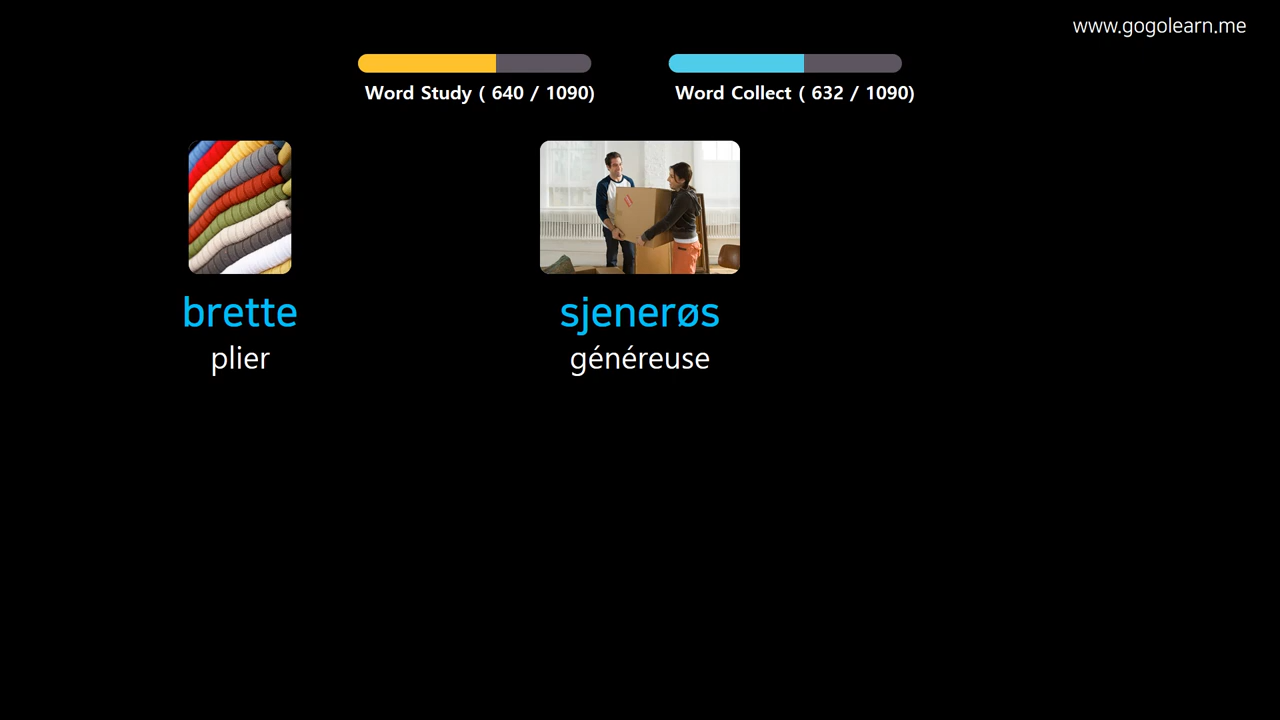 www.gogolearn.me
Word Study ( 640 / 1090)
Word Collect ( 632 / 1090)
brette
plier
sjenerøs
généreuse